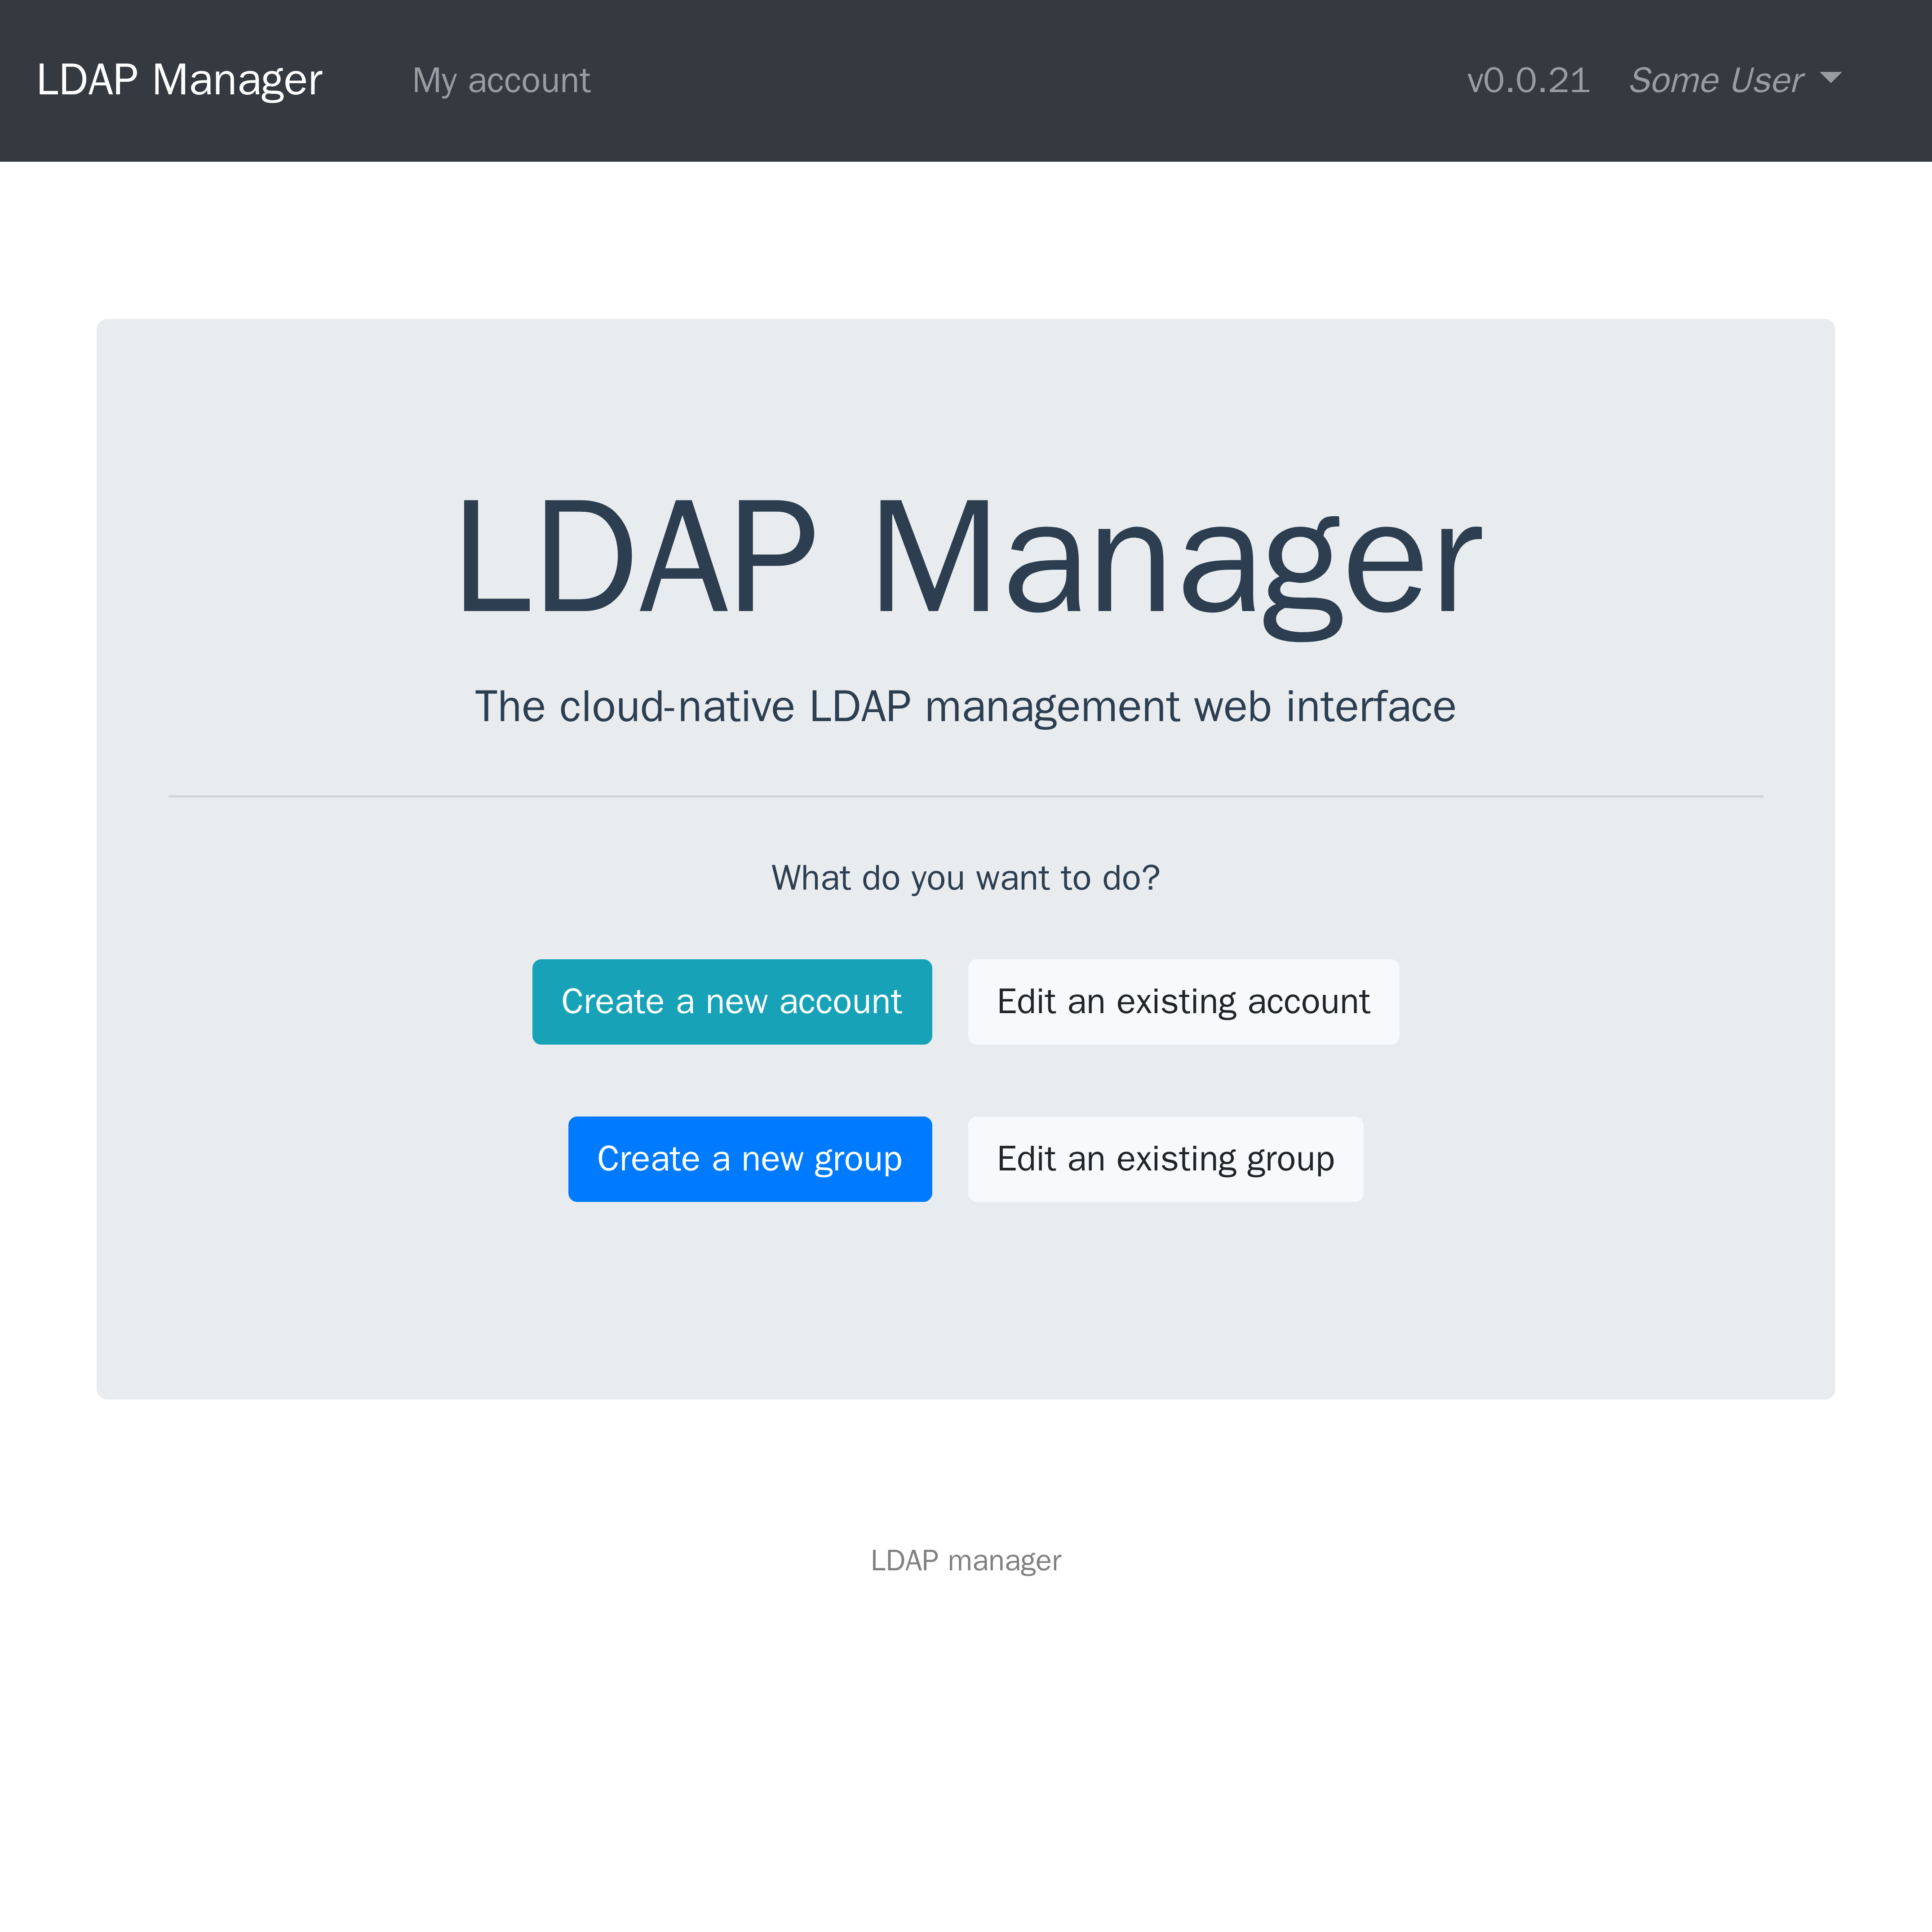 LDAP Manager My account v0.0.21 Some User
LDAP Manager
The cloud-native LDAP management web interface
What do you want to do?
Create a new account Edit an existing account
Create a new group Edit an existing group
LDAP manager